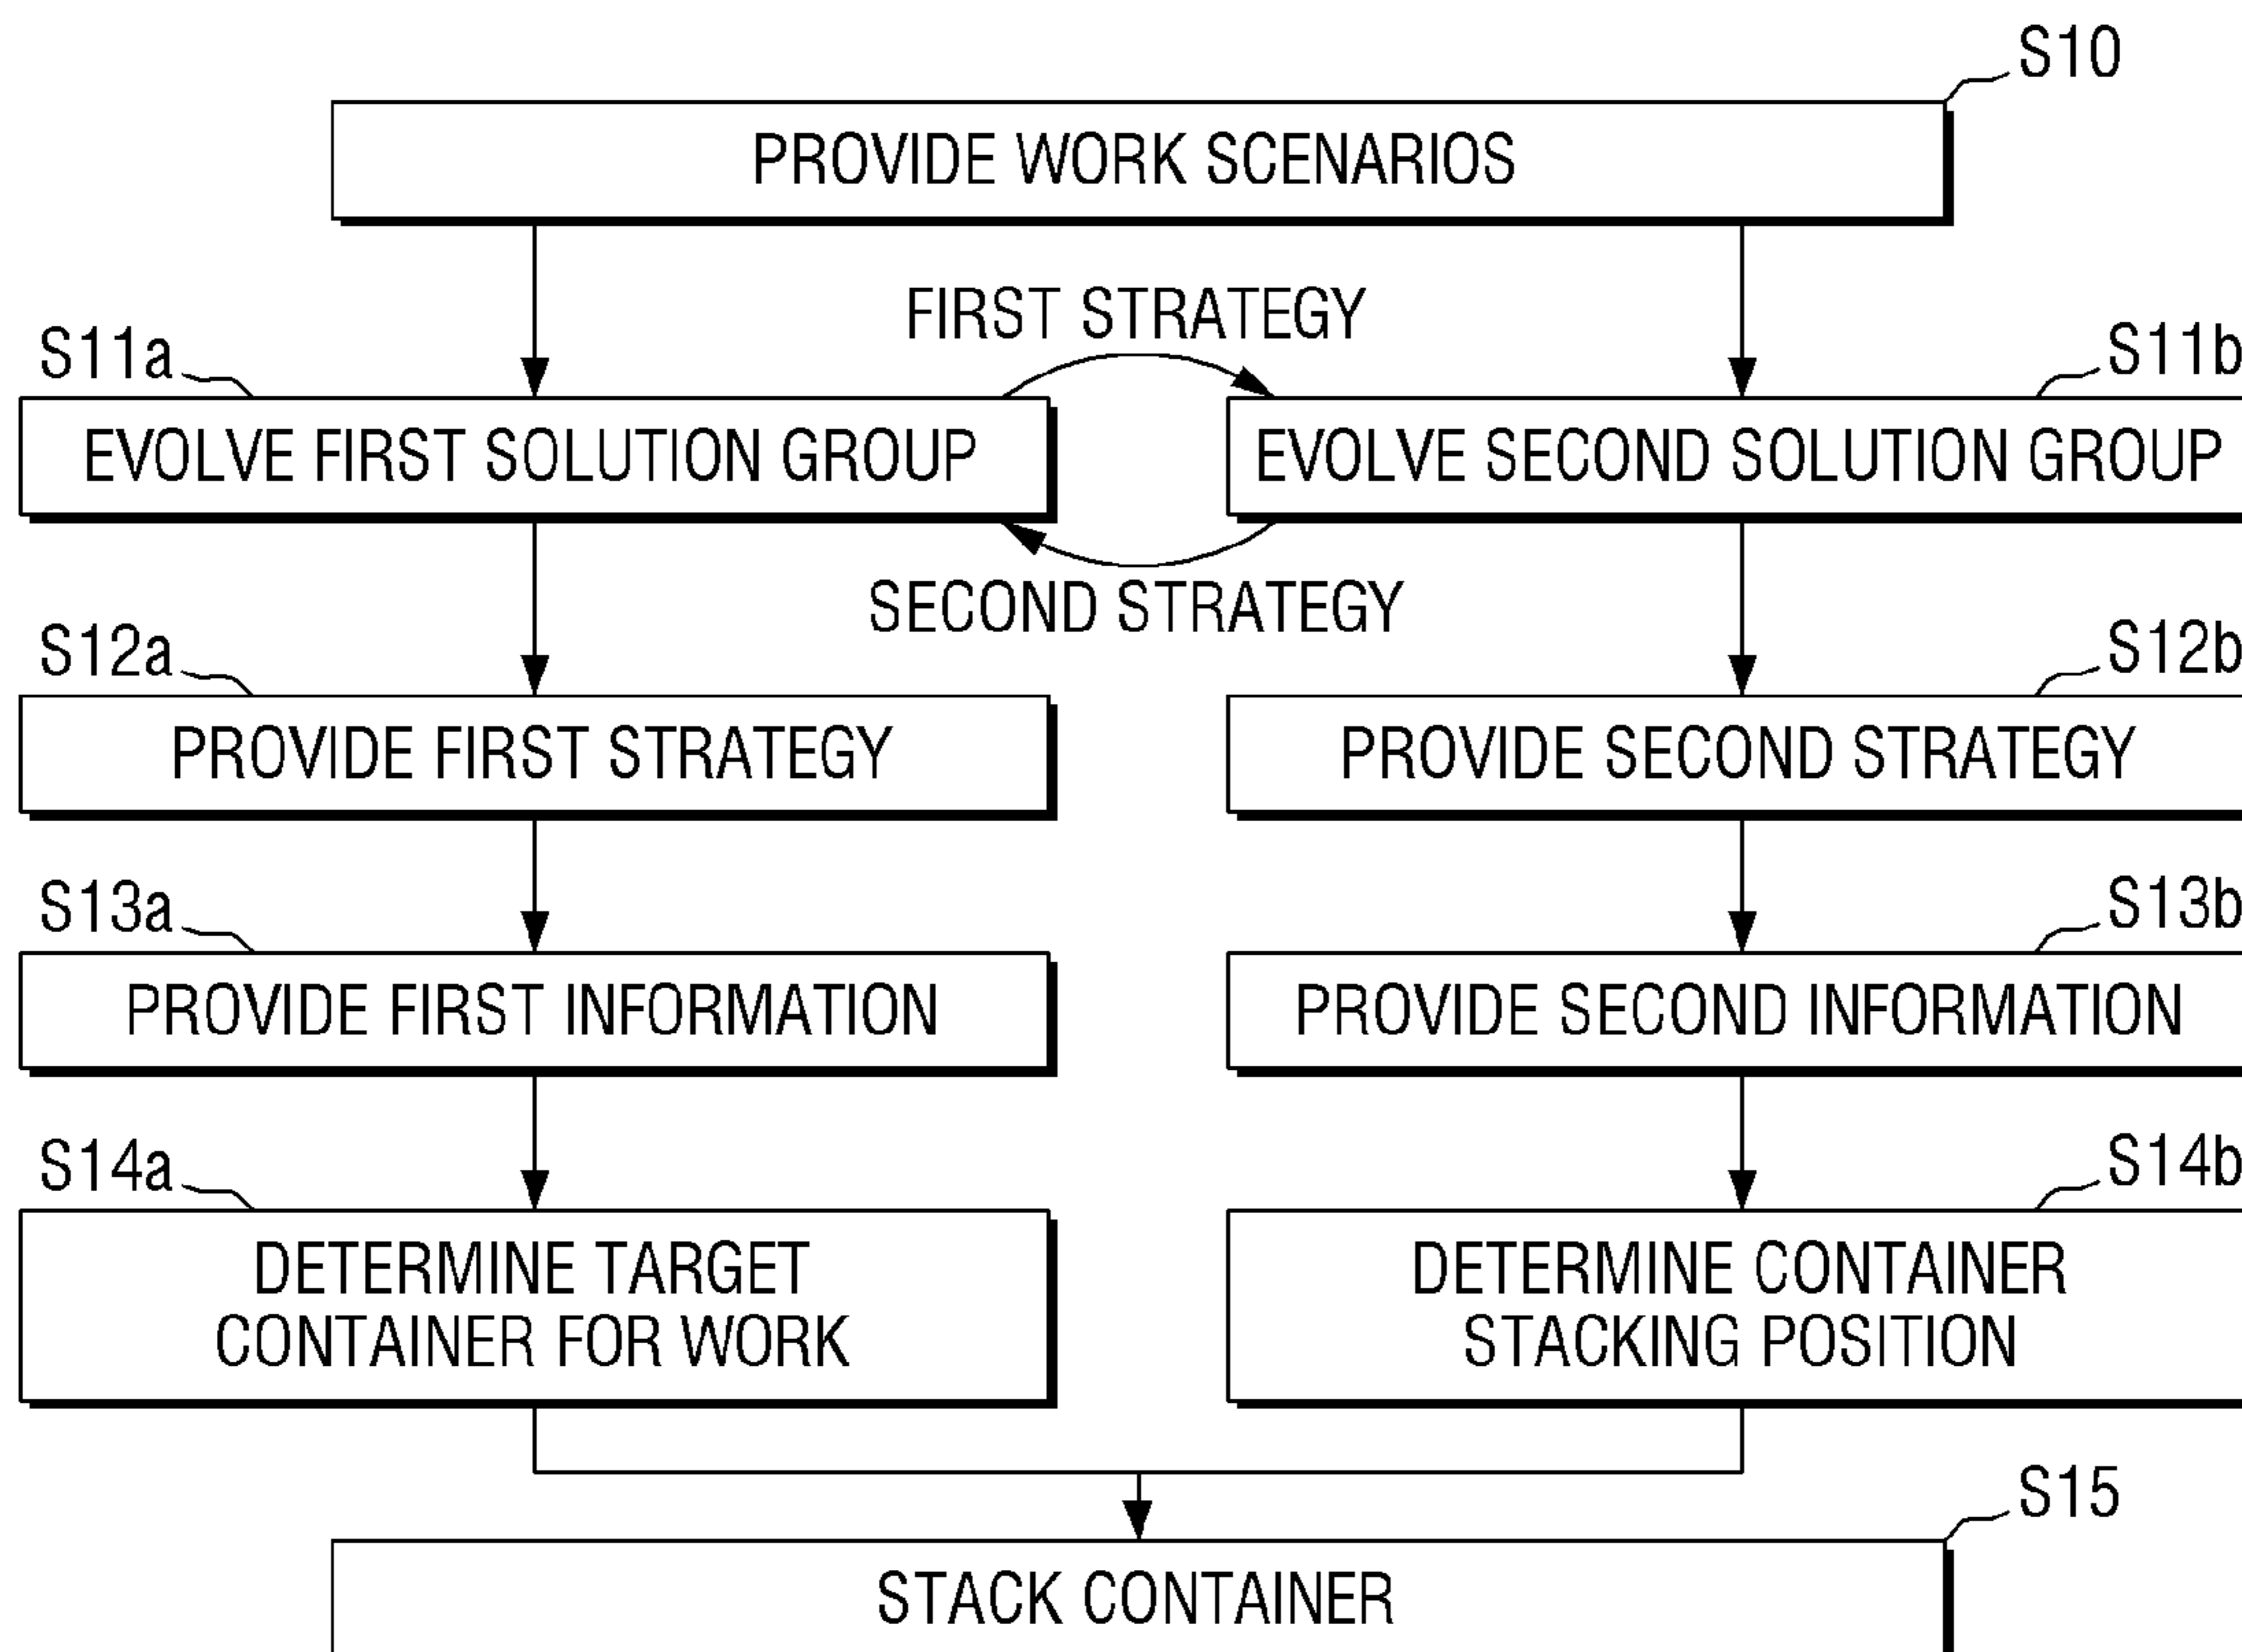 S10
PROVIDE WORK SCENARIOS
FIRST STRATEGY
S11a
S11b
EVOLVE FIRST SOLUTION GROUP
EVOLVE SECOND SOLUTION GROUP
SECOND STRATEGY
S12a
S12b
PROVIDE FIRST STRATEGY
PROVIDE SECOND STRATEGY
S13a
S13b
PROVIDE FIRST INFORMATION
PROVIDE SECOND INFORMATION
S14a
S14b
DETERMINE TARGET
CONTAINER FOR WORK
DETERMINE CONTAINER
STACKING POSITION
S15
STACK CONTAINER